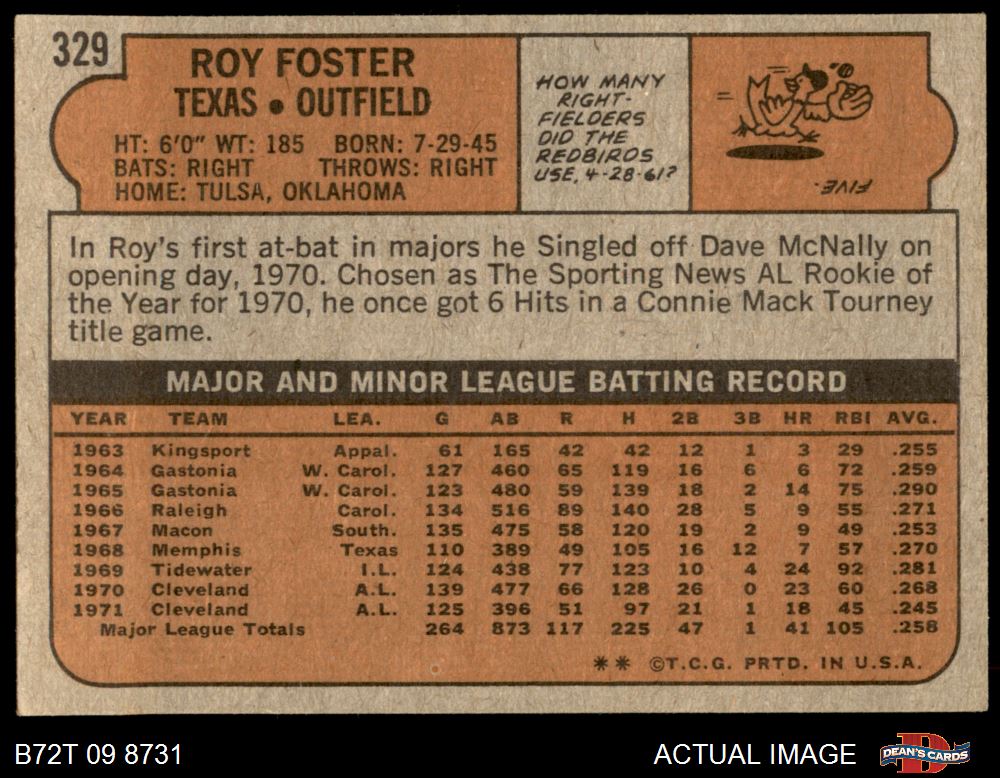 329
ROY FOSTER
TEXAS • OUTFIELD
HT: 6'0" WT: 185 BORN: 7-29-45
BATS: RIGHT THROWS: RIGHT
HOME: TULSA, OKLAHOMA
HOW MANY
RIGHT-
FIELDERS
DID THE
REDBIRDS
USE, 4-28-61?
FIVE.
In Roy's first at-bat in majors he Singled off Dave McNally on
opening day, 1970. Chosen as The Sporting News AL Rookie of
the Year for 1970, he once got 6 Hits in a Connie Mack Tourney
title game.
MAJOR AND MINOR LEAGUE BATTING RECORD
YEAR TEAM LEA. G AB R H 2B 3B HR RBI AVG.
1963 Kingsport Appal. 61 165 42 42 12 1 3 29 .255
1964 Gastonia W. Carol. 127 460 65 119 16 6 6 72 .259
1965 Gastonia W. Carol. 123 480 59 139 18 2 14 75 .290
1966 Raleigh Carol. 134 516 89 140 28 5 9 55 .271
1967 Macon South. 135 475 58 120 19 2 9 49 .253
1968 Memphis Texas 110 389 49 105 16 12 7 57 .270
1969 Tidewater I.L. 124 438 77 123 10 4 24 92 .281
1970 Cleveland A.L. 139 477 66 128 26 0 23 60 .268
1971 Cleveland A.L. 125 396 51 97 21 1 18 45 .245
Major League Totals 264 873 117 225 47 1 41 105 .258
** ©T.C.G. PRTD. IN U.S.A.
B72T 09 8731
ACTUAL IMAGE
DEAN'S CARDS